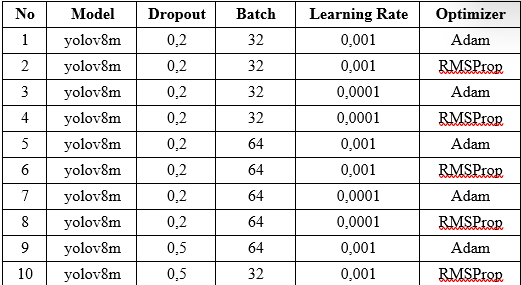 No Model Dropout Batch Learning Rate Optimizer
1 yolov8m 0,2 32 0,001 Adam
2 yolov8m 0,2 32 0,001 RMSProp
3 yolov8m 0,2 32 0,0001 Adam
4 yolov8m 0,2 32 0,0001 RMSProp
5 yolov8m 0,2 64 0,001 Adam
6 yolov8m 0,2 64 0,001 RMSProp
7 yolov8m 0,2 64 0,0001 Adam
8 yolov8m 0,2 64 0,0001 RMSProp
9 yolov8m 0,5 64 0,001 Adam
10 yolov8m 0,5 32 0,001 RMSProp